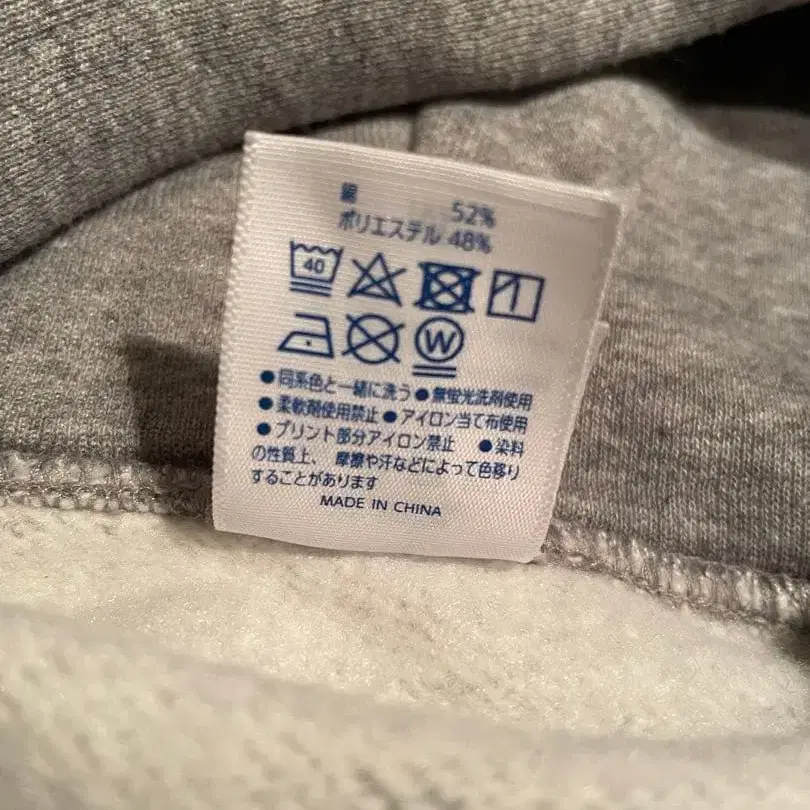 綿 52%
ポリエステル 48%
40
W
●同系色と一緒に洗う●無蛍光洗剤使用
●柔軟剤使用禁止●アイロン当て布使用
●プリント部分アイロン禁止 ●染料
の性質上、摩擦や汗などによって色移り
することがあります
MADE IN CHINA